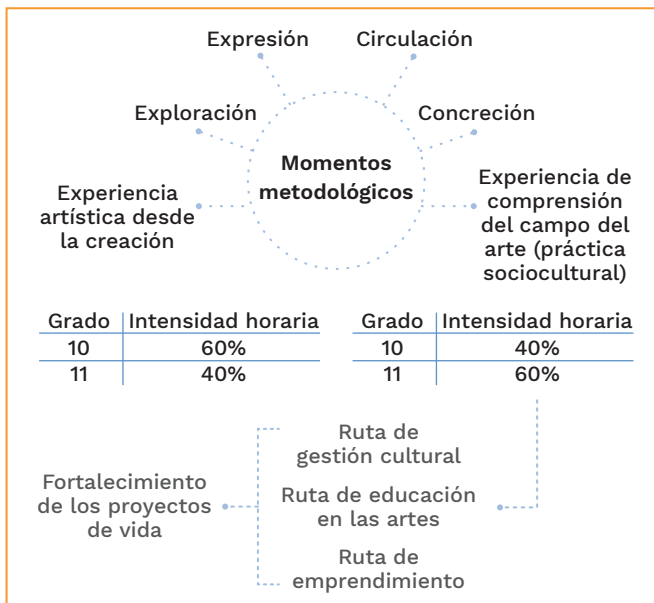 Expresión
Circulación
Exploración
Concreción
Momentos
metodológicos
Experiencia
artística desde
la creación
Experiencia de
comprensión
del campo del
arte (práctica
sociocultural)
Grado Intensidad horaria
10 60%
11 40%
Grado Intensidad horaria
10 40%
11 60%
Fortalecimiento
de los proyectos
de vida
Ruta de
gestión cultural
Ruta de educación
en las artes
Ruta de
emprendimiento